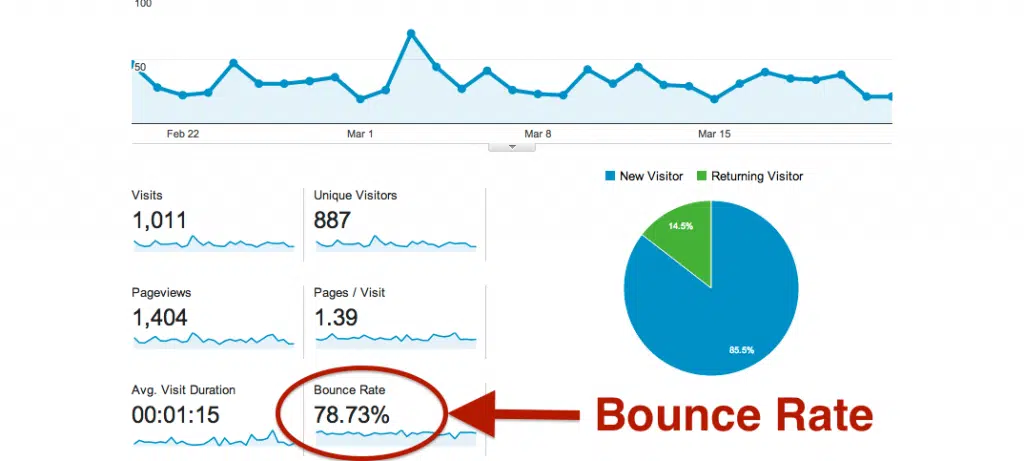 100
50
Feb 22 Mar 1 Mar 8 Mar 15
New Visitor Returning Visitor
Visits Unique Visitors
1,011 887
14.5%
Pageviews Pages / Visit
1,404 1.39
85.5%
Avg. Visit Duration Bounce Rate
00:01:15 78.73%
Bounce Rate